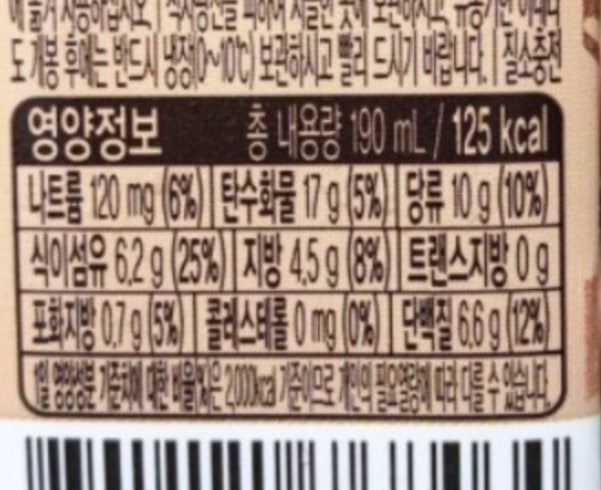 도 개봉 후에는 반드시 냉장(0~10℃) 보관하시고 빨리 드시기 바랍니다. | 질소충전
영양정보 총 내용량 190 mL / 125 kcal
나트륨 120 mg (6%) 탄수화물 17 g (5%) 당류 10 g (10%)
식이섬유 6.2 g (25%) 지방 4.5 g (8%) 트랜스지방 0 g
포화지방 0.7 g (5%) 콜레스테롤 0 mg (0%) 단백질 6.6 g (12%)
1일 영양성분 기준치에 대한 비율(%)은 2,000kcal 기준이므로 개인의 필요 열량에 따라 다를 수 있습니다.